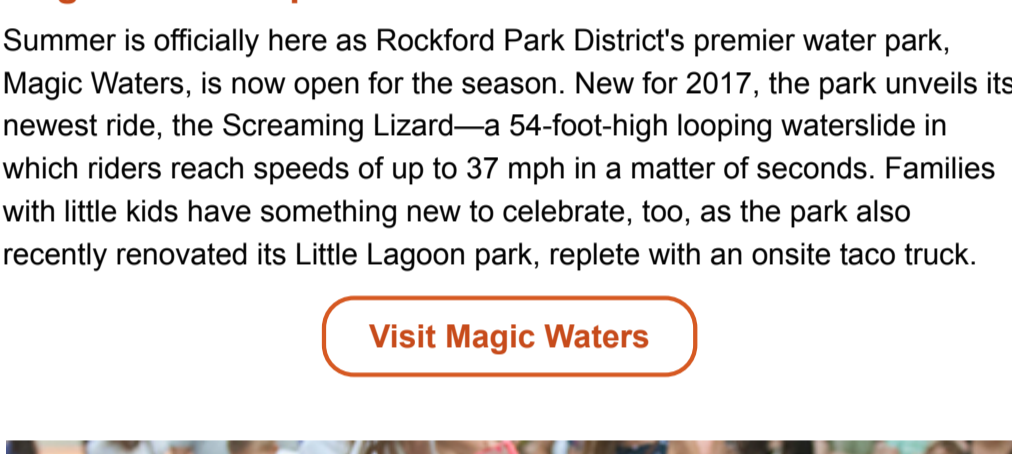 Summer is officially here as Rockford Park District's premier water park,
Magic Waters, is now open for the season. New for 2017, the park unveils its
newest ride, the Screaming Lizard—a 54-foot-high looping waterslide in
which riders reach speeds of up to 37 mph in a matter of seconds. Families
with little kids have something new to celebrate, too, as the park also
recently renovated its Little Lagoon park, replete with an onsite taco truck.
Visit Magic Waters